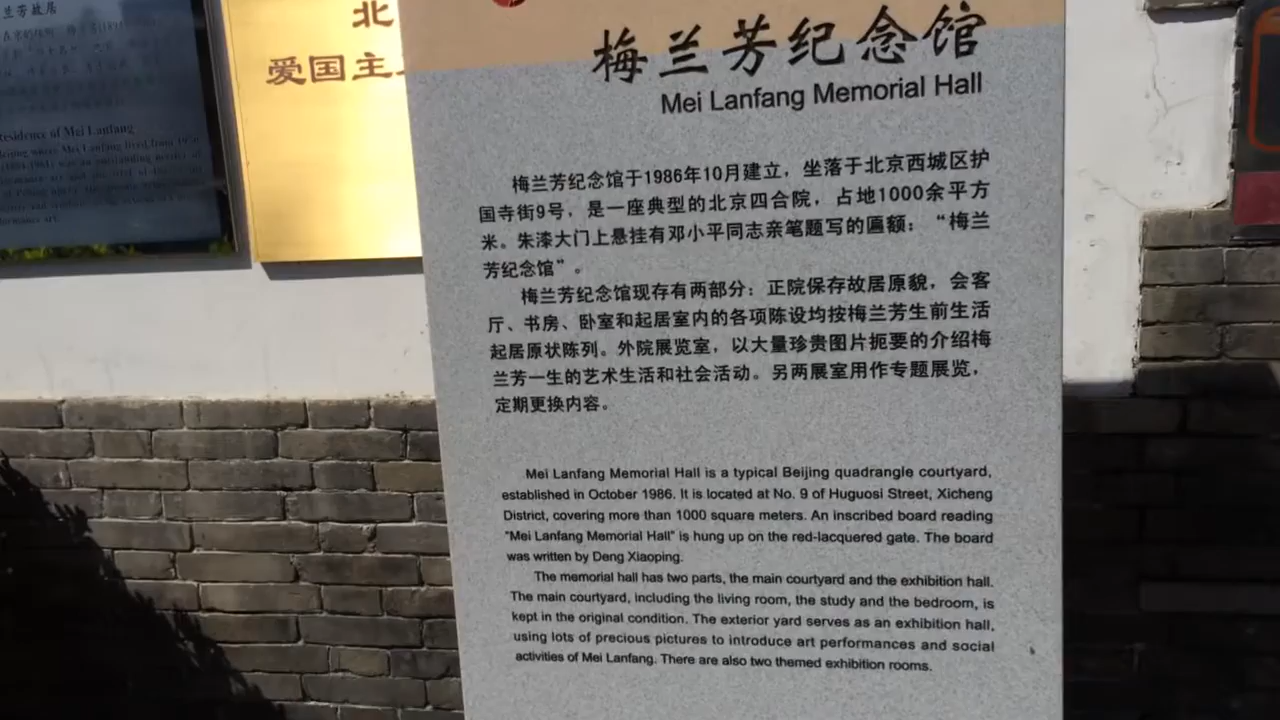 兰芳故居
Residence of Mei Lanfang
北
爱国主
梅兰芳纪念馆
Mei Lanfang Memorial Hall
梅兰芳纪念馆于1986年10月建立，坐落于北京西城区护
国寺街9号，是一座典型的北京四合院，占地1000余平方
米。朱漆大门上悬挂有邓小平同志亲笔题写的匾额：“梅兰
芳纪念馆”。
梅兰芳纪念馆现存有两部分：正院保存故居原貌，会客
厅、书房、卧室和起居室内的各项陈设均按梅兰芳生前生活
起居原状陈列。外院展览室，以大量珍贵图片扼要的介绍梅
兰芳一生的艺术生活和社会活动。另两展室用作专题展览，
定期更换内容。
Mei Lanfang Memorial Hall is a typical Beijing quadrangle courtyard,
established in October 1986. It is located at No. 9 of Huguosi Street, Xicheng
District, covering more than 1000 square meters. An inscribed board reading
"Mei Lanfang Memorial Hall" is hung up on the red-lacquered gate. The board
was written by Deng Xiaoping.
The memorial hall has two parts, the main courtyard and the exhibition hall.
The main courtyard, including the living room, the study and the bedroom, is
kept in the original condition. The exterior yard serves as an exhibition hall,
using lots of precious pictures to introduce art performances and social
activities of Mei Lanfang. There are also two themed exhibition rooms.